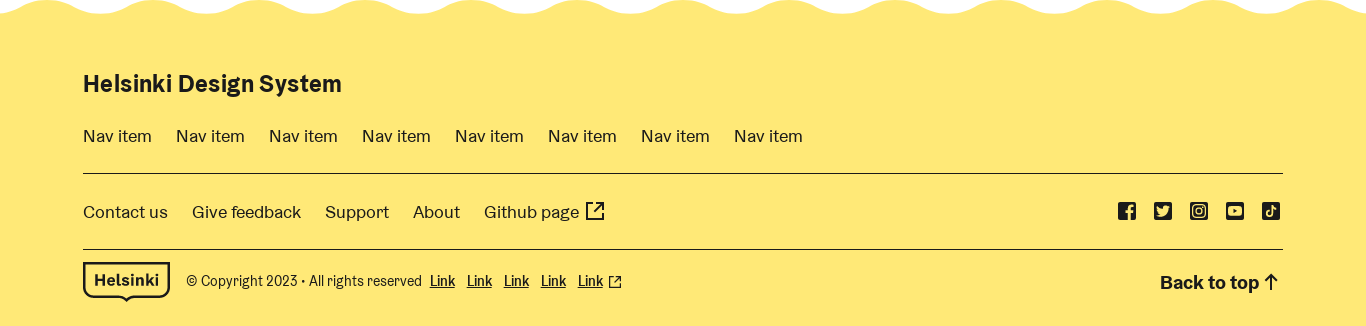 Helsinki Design System
Nav item Nav item Nav item Nav item Nav item Nav item Nav item Nav item
Contact us Give feedback Support About Github page
Helsinki © Copyright 2023 • All rights reserved Link Link Link Link Link Back to top